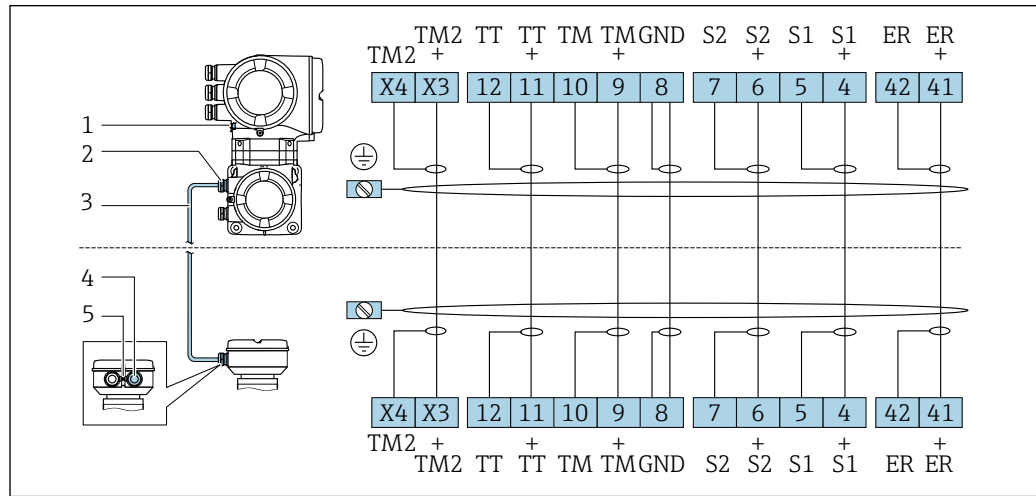 TM2 TT TT TM TM GND S2 S2 S1 S1 ER ER
TM2 + + + + + +
X4 X3 12 11 10 9 8 7 6 5 4 42 41
1
2
3
4
5
X4 X3 12 11 10 9 8 7 6 5 4 42 41
TM2 + + + + + +
TM2 TT TT TM TM GND S2 S2 S1 S1 ER ER